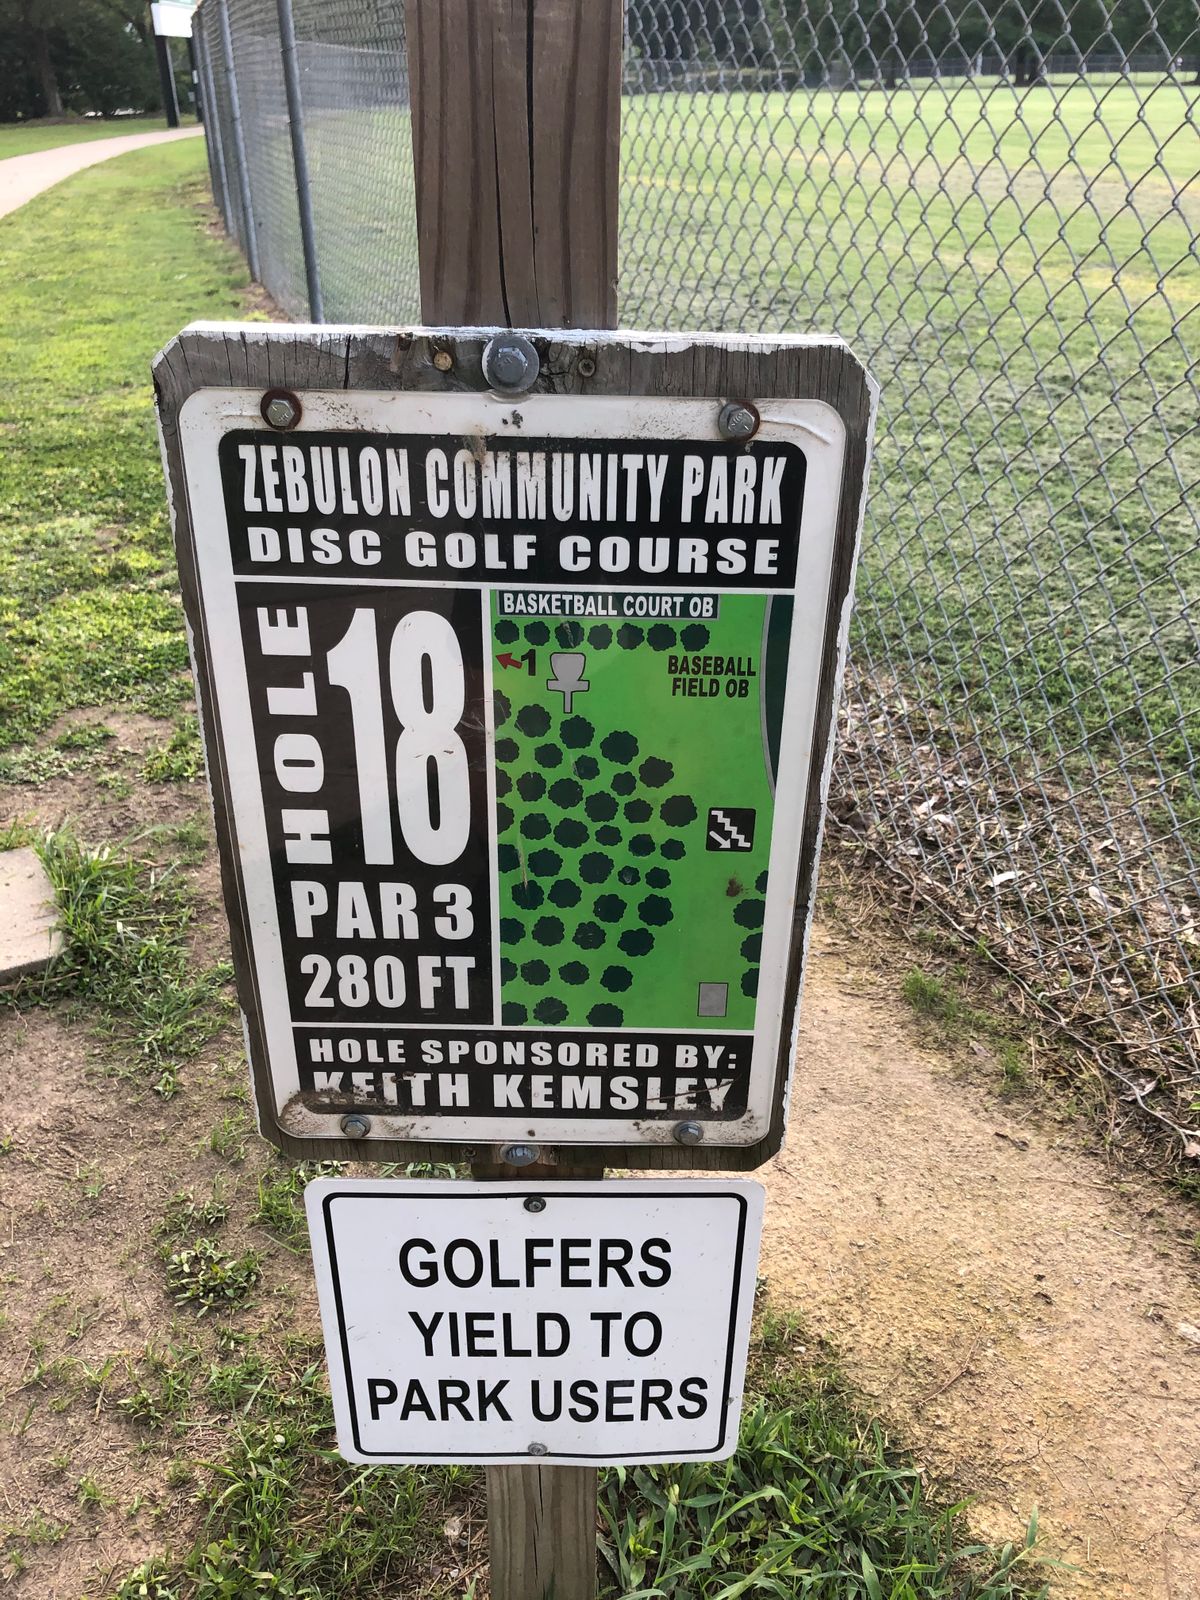 ZEBULON COMMUNITY PARK
DISC GOLF COURSE
HOLE 18
PAR 3
280 FT
BASKETBALL COURT OB
1
BASEBALL
FIELD OB
HOLE SPONSORED BY:
KEITH KEMSLEY
GOLFERS
YIELD TO
PARK USERS